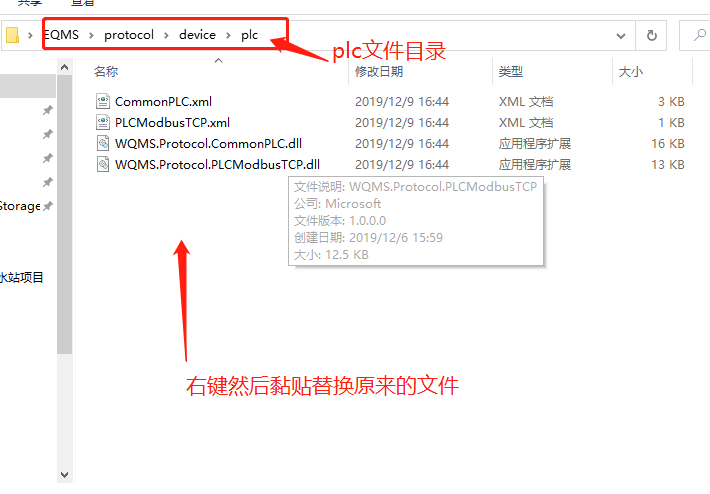 共享 查看
EQMS > protocol > device > plc
plc文件目录
名称 修改日期 类型 大小
CommonPLC.xml 2019/12/9 16:44 XML 文档 3 KB
PLCModbusTCP.xml 2019/12/9 16:44 XML 文档 1 KB
WQMS.Protocol.CommonPLC.dll 2019/12/9 16:44 应用程序扩展 16 KB
WQMS.Protocol.PLCModbusTCP.dll 2019/12/9 16:44 应用程序扩展 13 KB
文件说明: WQMS.Protocol.PLCModbusTCP
公司: Microsoft
文件版本: 1.0.0.0
创建日期: 2019/12/6 15:59
大小: 12.5 KB
Storage
水站项目
右键然后黏贴替换原来的文件